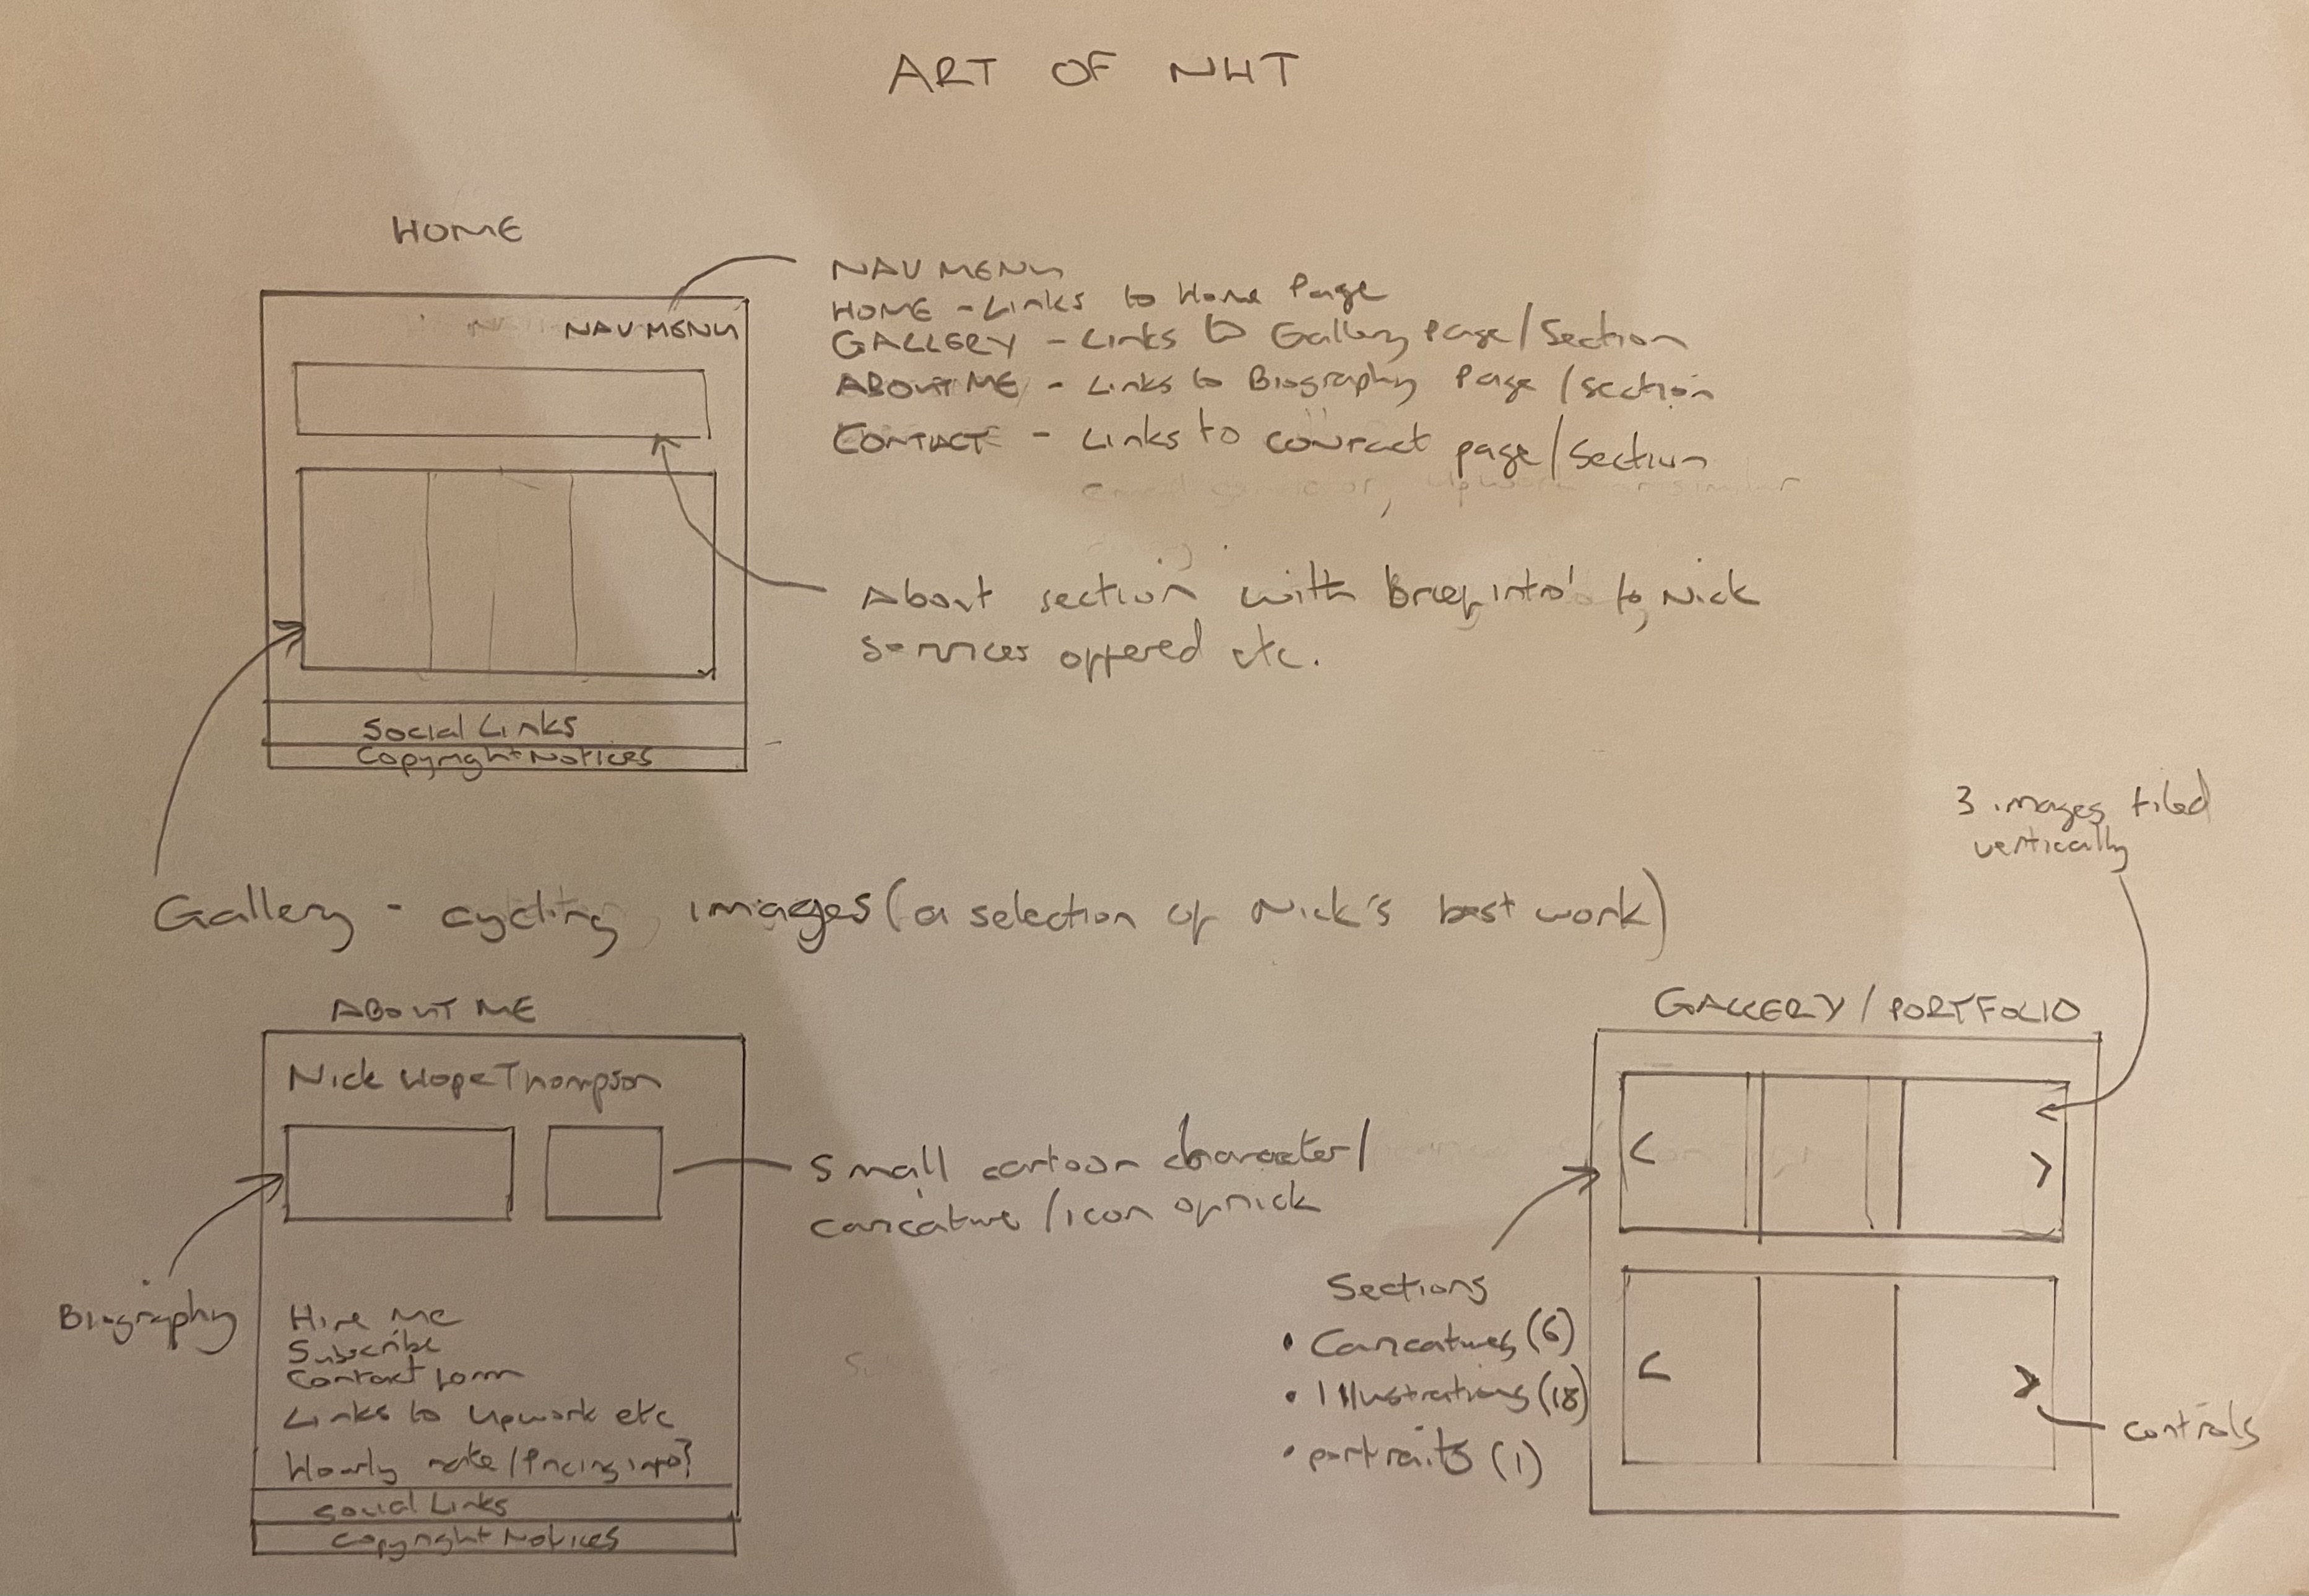 ART OF NHT
HOME
NAV MENU
NAV MENU
HOME - Links to Home Page
GALLERY - Links to Gallery Page/Section
ABOUT ME - Links to Biography Page/section
CONTACT - Links to contact page/section
About section with brief intro' to Nick
services offered etc.
Social Links
Copyright Notices
3 images tiled
vertically
Gallery - cycling images (a selection of Nick's best work)
ABOUT ME
Nick Hope Thompson
Small cartoon character/
caricature/icon of nick
Biography
Hire Me
Subscribe
Contact form
Links to Upwork etc
Hourly rate/Pricing info?
Social Links
Copyright Notices
GALLERY/PORTFOLIO
<
>
<
>
Sections
• Caricatures (6)
• Illustrations (18)
• portraits (1)
controls